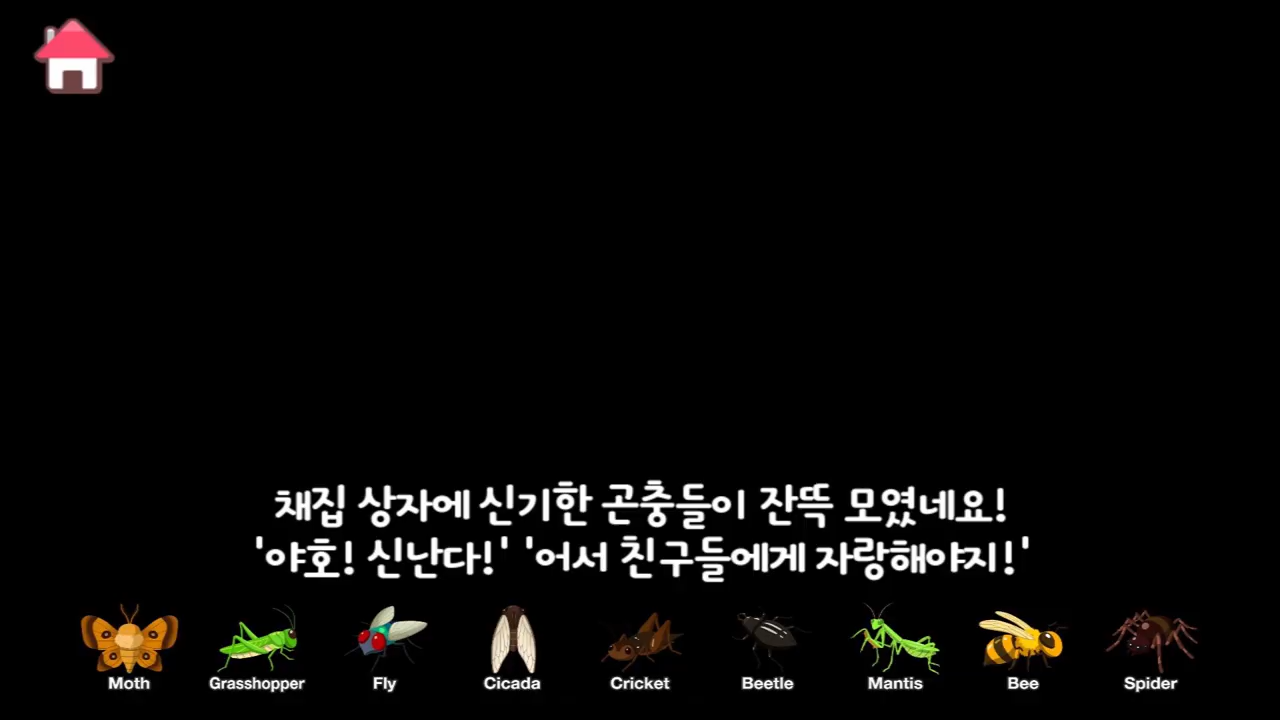 채집 상자에 신기한 곤충들이 잔뜩 모였네요!
'야호! 신난다!' '어서 친구들에게 자랑해야지!'
Moth Grasshopper Fly Cicada Cricket Beetle Mantis Bee Spider